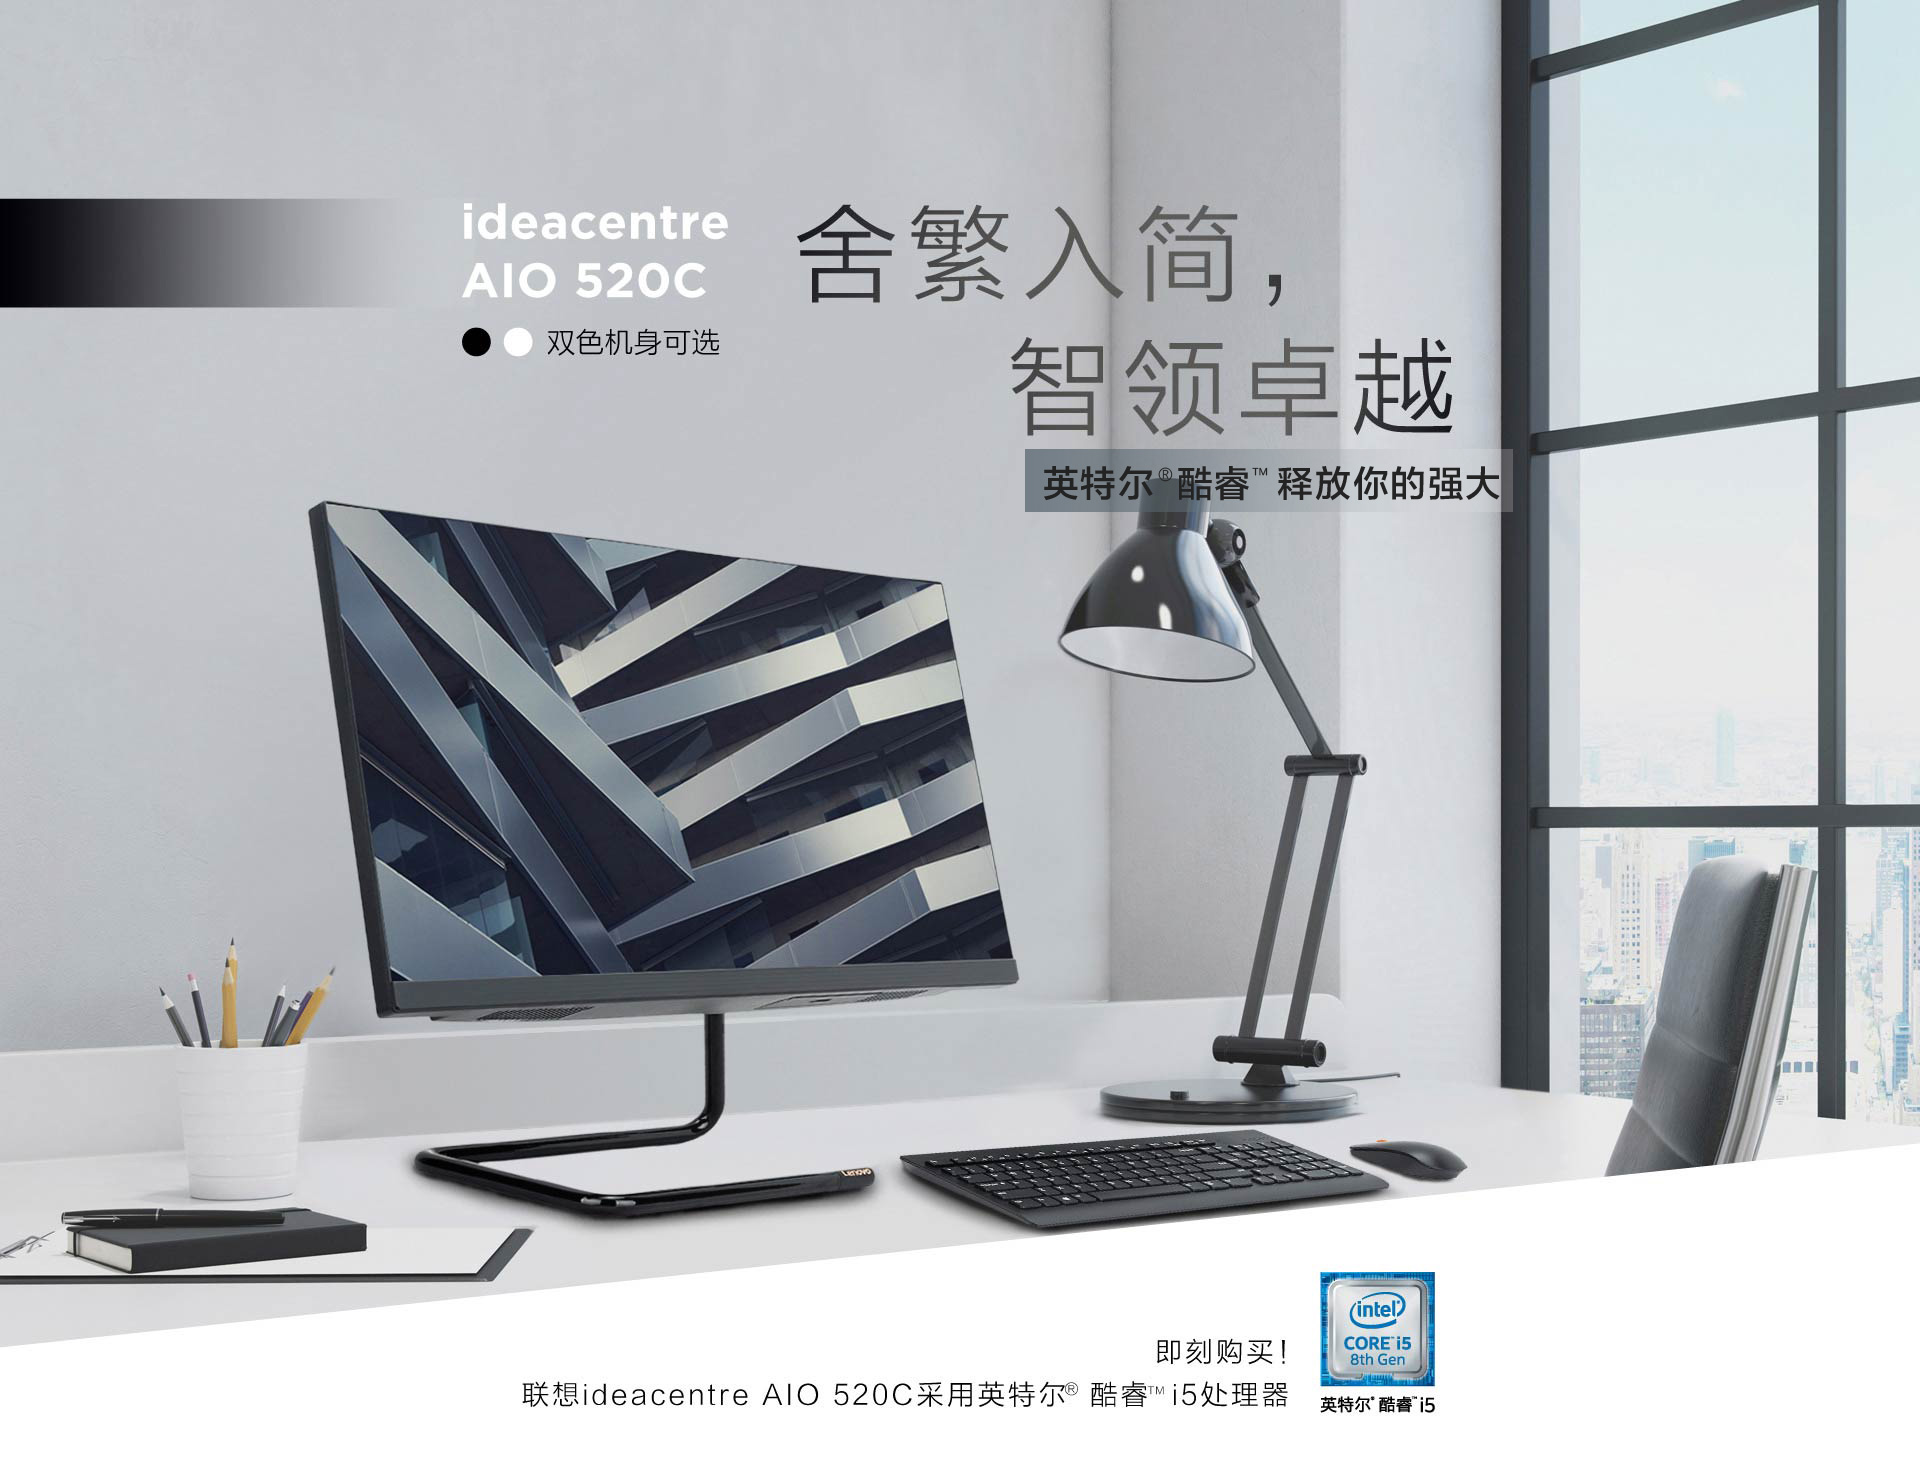 ideacentre
AIO 520C
双色机身可选
舍繁入简，
智领卓越
英特尔®酷睿™ 释放你的强大
Lenovo
即刻购买！
联想ideacentre AIO 520C采用英特尔® 酷睿™ i5处理器
intel
CORE™ i5
8th Gen
英特尔® 酷睿™ i5